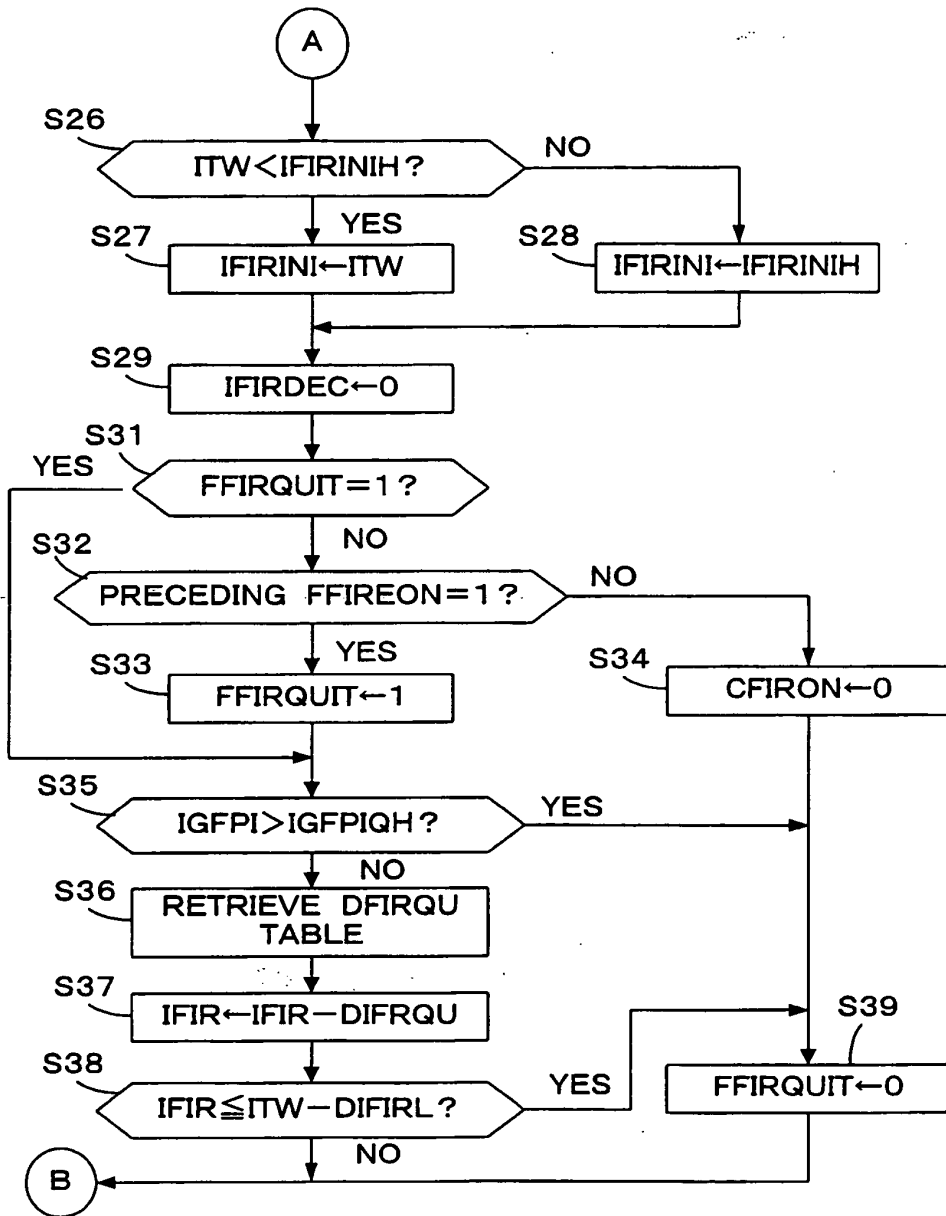 A
S26
ITW<IFIRINIH?
NO
YES
S27
IFIRINI←ITW
S28
IFIRINI←IFIRINIH
S29
IFIRDEC←0
S31
YES
FFIRQUIT=1?
NO
S32
PRECEDING FFIREON=1?
NO
YES
S33
FFIRQUIT←1
S34
CFIRON←0
S35
IGFPI>IGFPIQH?
YES
NO
S36
RETRIEVE DFIRQU
TABLE
S37
IFIR←IFIR-DIFRQU
S39
S38
IFIR≦ITW-DIFIRL?
YES
FFIRQUIT←0
NO
B